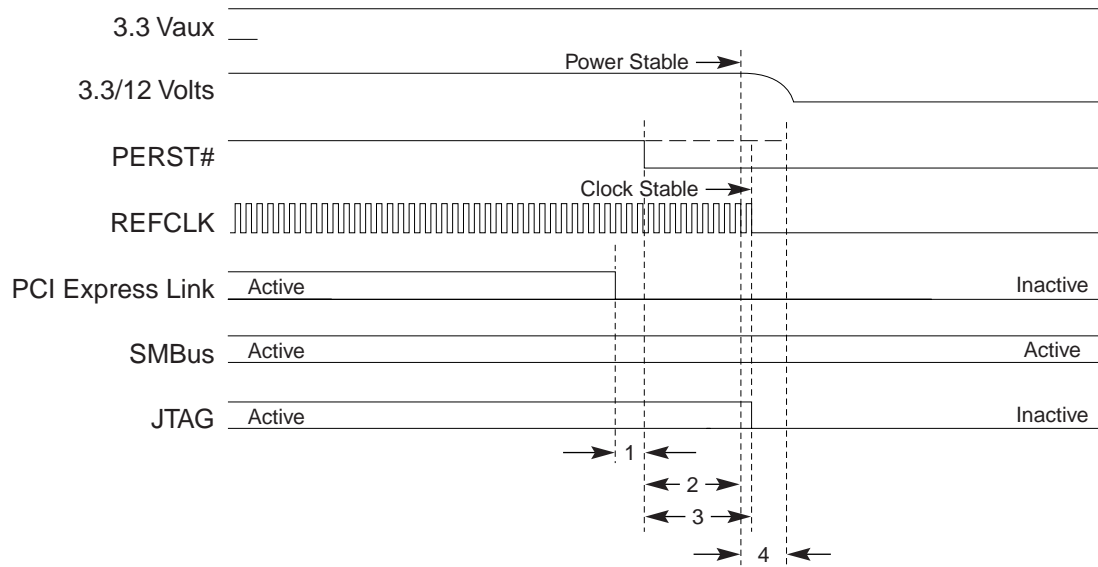 3.3 Vaux
Power Stable
3.3/12 Volts
PERST#
Clock Stable
REFCLK
PCI Express Link
Active
Inactive
SMBus
Active
Active
JTAG
Active
Inactive
1
2
3
4